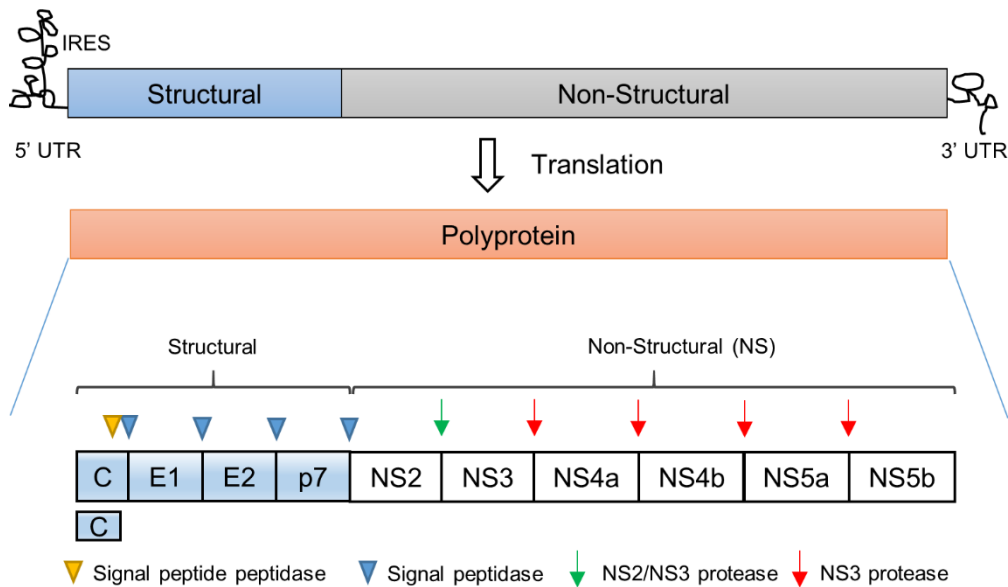 IRES
Structural Non-Structural
5’ UTR 3’ UTR
Translation
Polyprotein
Structural Non-Structural (NS)
C E1 E2 p7 NS2 NS3 NS4a NS4b NS5a NS5b
C
Signal peptide peptidase Signal peptidase NS2/NS3 protease NS3 protease